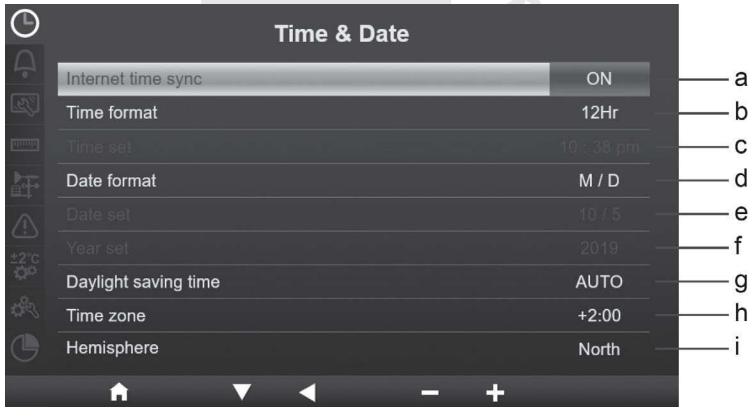 Time & Date
Internet time sync ON a
Time format 12Hr b
Time set 10 : 38 pm c
Date format M / D d
Date set 10 / 5 e
Year set 2019 f
±2°C
Daylight saving time AUTO g
Time zone +2:00 h
Hemisphere North i